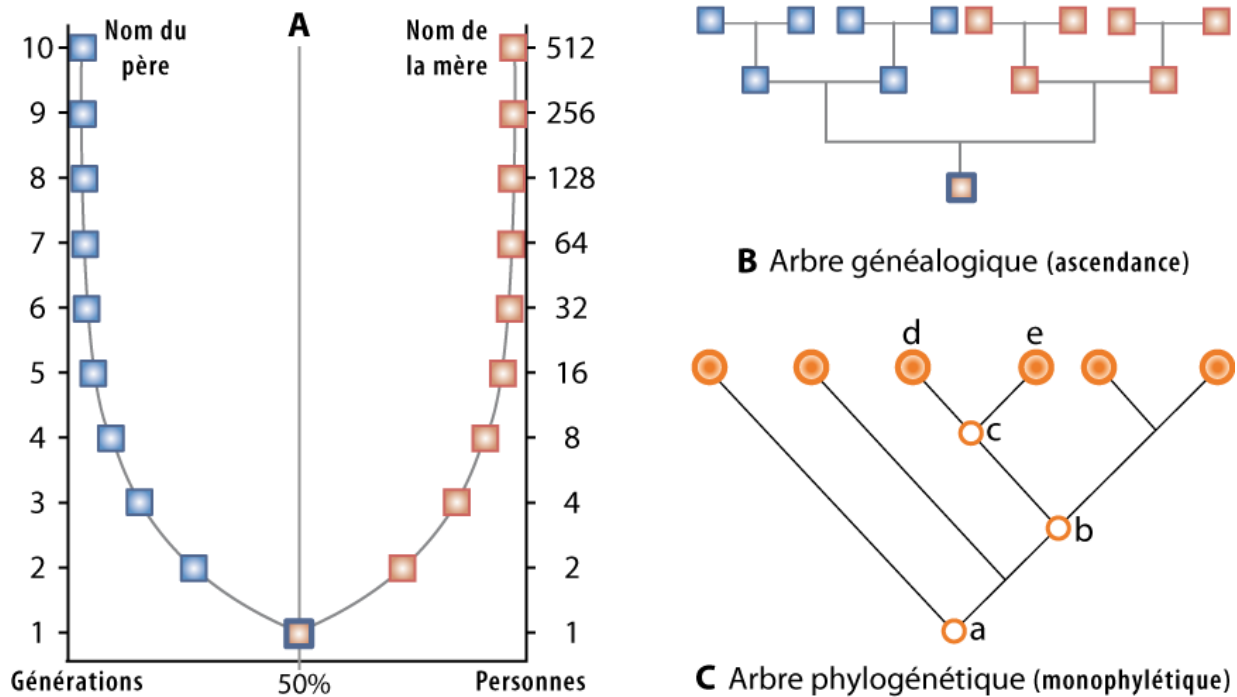 A
Nom du
père
Nom de
la mère
10 512
9 256
8 128
7 64
6 32
5 16
4 8
3 4
2 2
1 1
Générations 50% Personnes
B Arbre généalogique (ascendance)
d e
c
b
a
C Arbre phylogénétique (monophylétique)